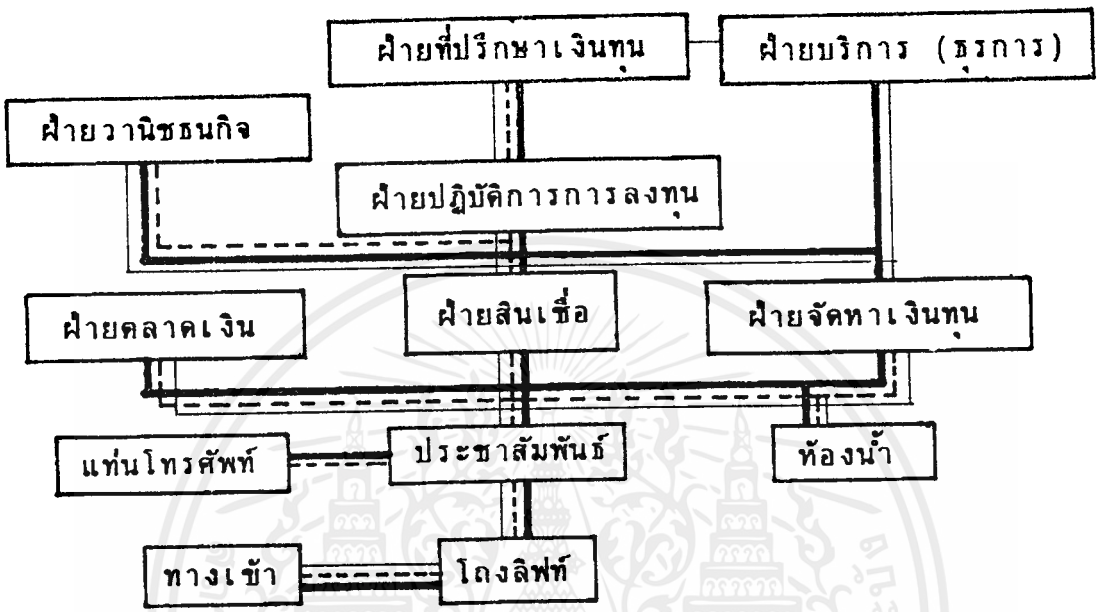 ฝ่ายที่ปรึกษาเงินทุน
ฝ่ายบริการ (ธุรการ)
ฝ่ายวานิชธนกิจ
ฝ่ายปฏิบัติการการลงทุน
ฝ่ายตลาดเงิน
ฝ่ายสินเชื่อ
ฝ่ายจัดหาเงินทุน
แท่นโทรศัพท์
ประชาสัมพันธ์
ห้องน้ำ
ทางเข้า
โถงลิฟท์